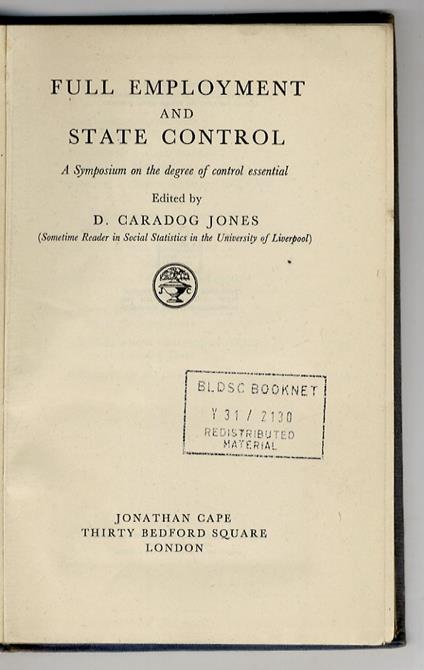 FULL EMPLOYMENT
AND
STATE CONTROL
A Symposium on the degree of control essential
Edited by
D. CARADOG JONES
(Sometime Reader in Social Statistics in the University of Liverpool)
J C
BLDSC BOOKNET
Y 31 / 2130
REDISTRIBUTED
MATERIAL
JONATHAN CAPE
THIRTY BEDFORD SQUARE
LONDON